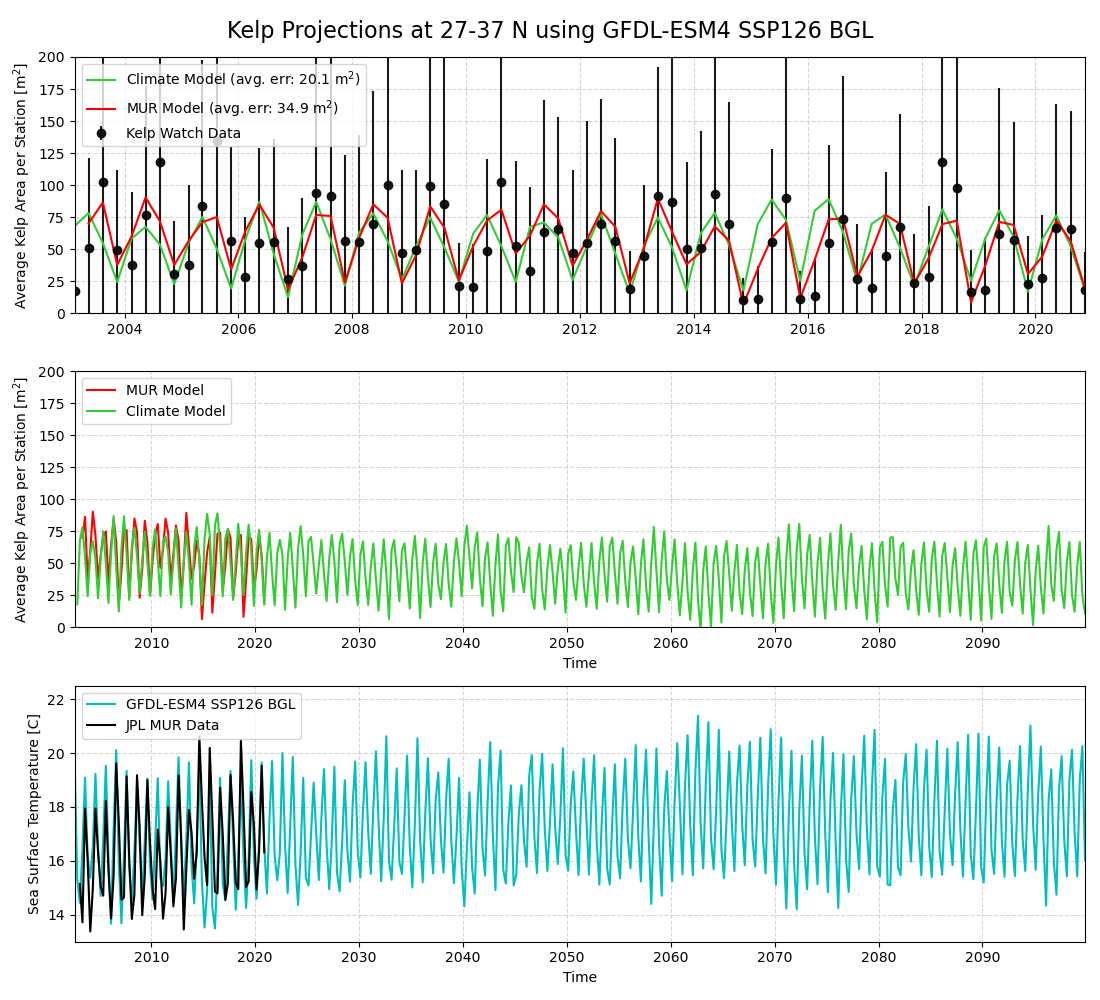 Kelp Projections at 27-37 N using GFDL-ESM4 SSP126 BGL
Average Kelp Area per Station [m²]
200
175
150
125
100
75
50
25
0
Climate Model (avg. err: 20.1 m²)
MUR Model (avg. err: 34.9 m²)
Kelp Watch Data
2004 2006 2008 2010 2012 2014 2016 2018 2020
Average Kelp Area per Station [m²]
200
175
150
125
100
75
50
25
0
MUR Model
Climate Model
2010 2020 2030 2040 2050 2060 2070 2080 2090
Time
Sea Surface Temperature [C]
22
20
18
16
14
GFDL-ESM4 SSP126 BGL
JPL MUR Data
2010 2020 2030 2040 2050 2060 2070 2080 2090
Time